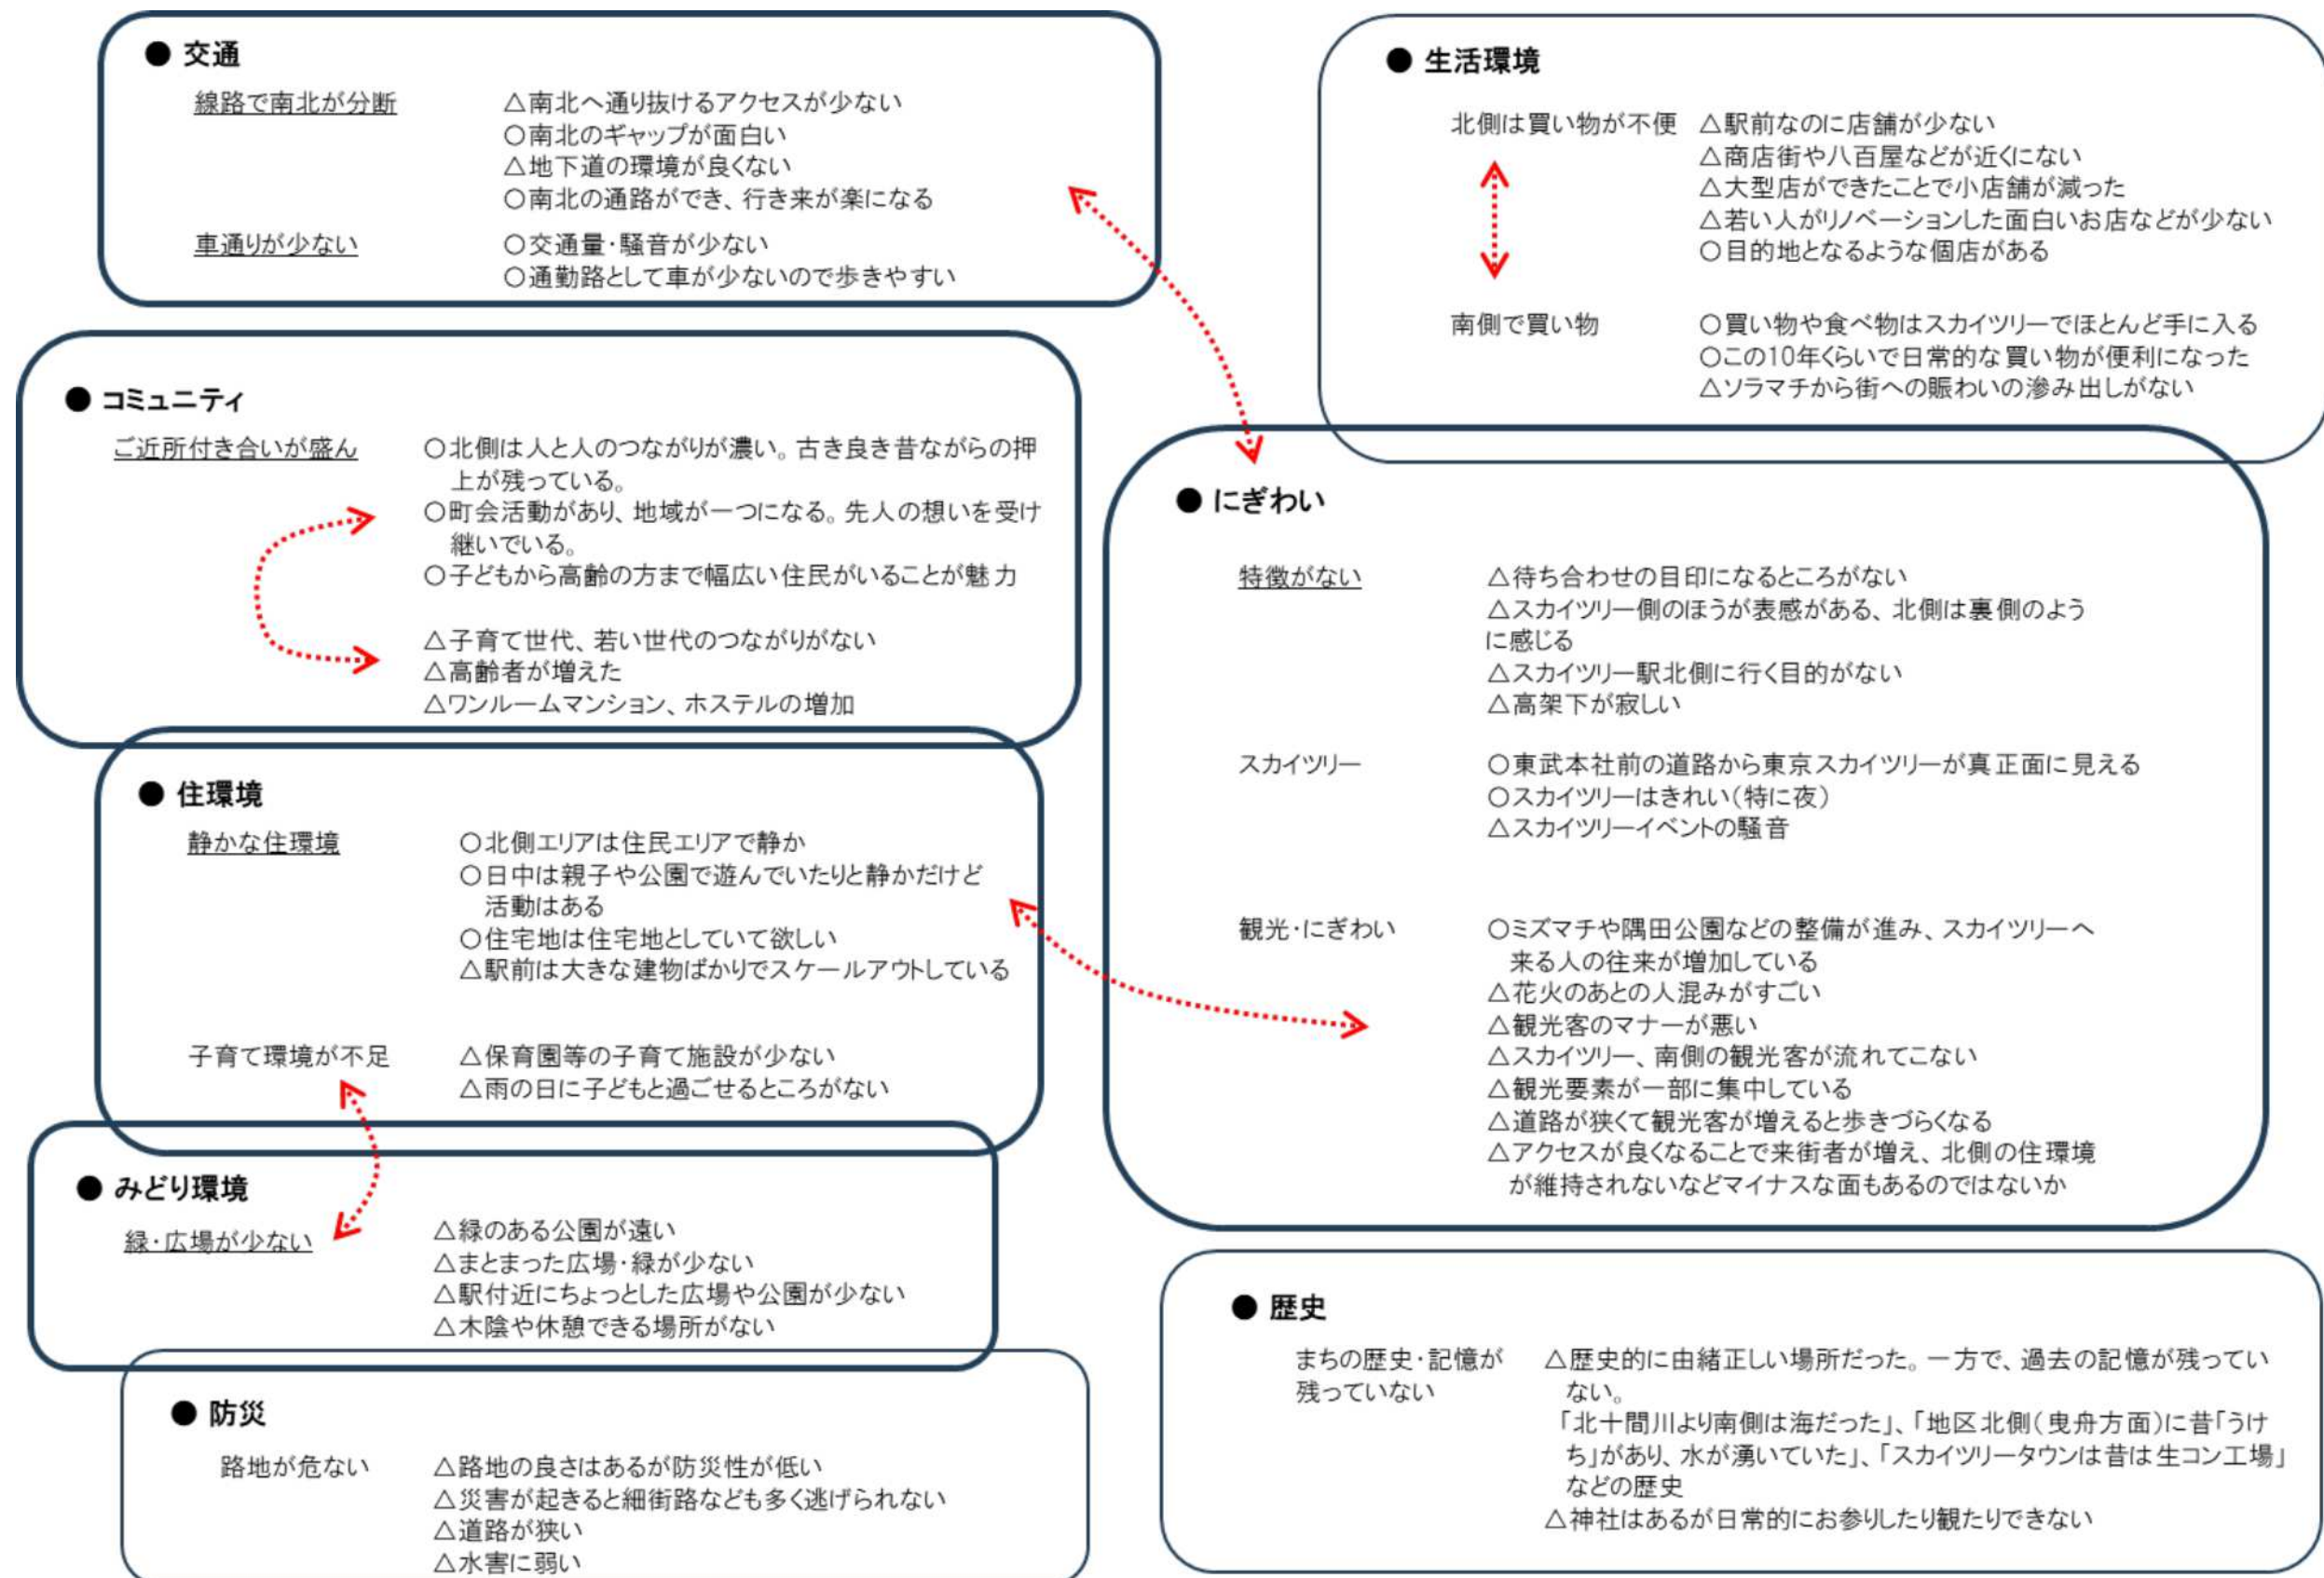 ● 交通
線路で南北が分断
△南北へ通り抜けるアクセスが少ない
○南北のギャップが面白い
△地下道の環境が良くない
○南北の通路ができ、行き来が楽になる
車通りが少ない
○交通量・騒音が少ない
○通勤路として車が少ないので歩きやすい
● コミュニティ
ご近所付き合いが盛ん
○北側は人と人のつながりが濃い。古き良き昔ながらの押
上が残っている。
○町会活動があり、地域が一つになる。先人の想いを受け
継いでいる。
○子どもから高齢の方まで幅広い住民がいることが魅力
△子育て世代、若い世代のつながりがない
△高齢者が増えた
△ワンルームマンション、ホステルの増加
● 住環境
静かな住環境
○北側エリアは住民エリアで静か
○日中は親子や公園で遊んでいたりと静かだけど
活動はある
○住宅地は住宅地としていて欲しい
△駅前は大きな建物ばかりでスケールアウトしている
子育て環境が不足
△保育園等の子育て施設が少ない
△雨の日に子どもと過ごせるところがない
● みどり環境
緑・広場が少ない
△緑のある公園が遠い
△まとまった広場・緑が少ない
△駅付近にちょっとした広場や公園が少ない
△木陰や休憩できる場所がない
● 防災
路地が危ない
△路地の良さはあるが防災性が低い
△災害が起きると細街路なども多く逃げられない
△道路が狭い
△水害に弱い
● 生活環境
北側は買い物が不便
△駅前なのに店舗が少ない
△商店街や八百屋などが近くにない
△大型店ができたことで小店舗が減った
△若い人がリノベーションした面白いお店などが少ない
○目的地となるような個店がある
南側で買い物
○買い物や食べ物はスカイツリーでほとんど手に入る
○この10年くらいで日常的な買い物が便利になった
△ソラマチから街への賑わいの滲み出しがない
● にぎわい
特徴がない
△待ち合わせの目印になるところがない
△スカイツリー側のほうが表感がある、北側は裏側のよう
に感じる
△スカイツリー駅北側に行く目的がない
△高架下が寂しい
スカイツリー
○東武本社前の道路から東京スカイツリーが真正面に見える
○スカイツリーはきれい(特に夜)
△スカイツリーイベントの騒音
観光・にぎわい
○ミズマチや隅田公園などの整備が進み、スカイツリーへ
来る人の往来が増加している
△花火のあとの人混みがすごい
△観光客のマナーが悪い
△スカイツリー、南側の観光客が流れてこない
△観光要素が一部に集中している
△道路が狭くて観光客が増えると歩きづらくなる
△アクセスが良くなることで来街者が増え、北側の住環境
が維持されないなどマイナスな面もあるのではないか
● 歴史
まちの歴史・記憶が
残っていない
△歴史的に由緒正しい場所だった。一方で、過去の記憶が残ってい
ない。
「北十間川より南側は海だった」、「地区北側(曳舟方面)に昔「うけ
ち」があり、水が湧いていた」、「スカイツリータウンは昔は生コン工場」
などの歴史
△神社はあるが日常的にお参りしたり観たりできない